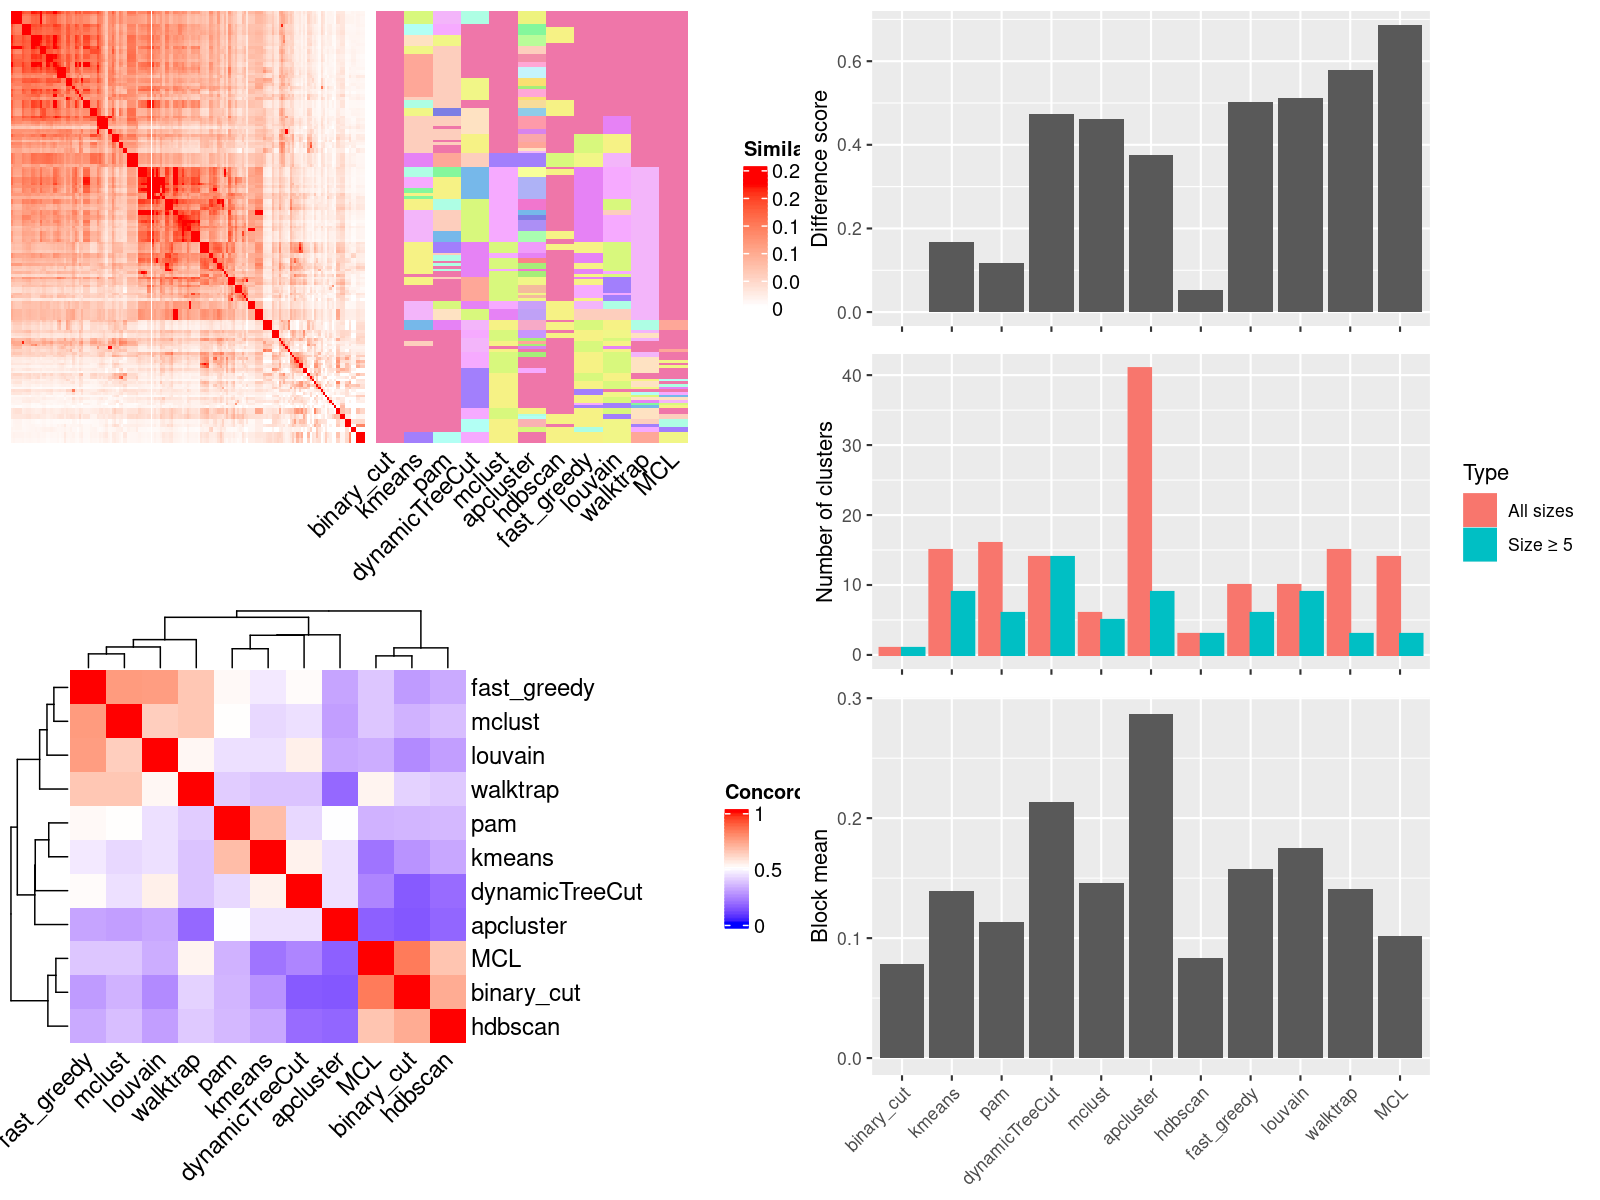 Simila
0.2
0.2
0.1
0.1
0.0
0
binary_cut
kmeans
pam
dynamicTreeCut
mclust
apcluster
hdbscan
fast_greedy
louvain
walktrap
MCL
fast_greedy
mclust
louvain
walktrap
pam
kmeans
dynamicTreeCut
apcluster
MCL
binary_cut
hdbscan
Concord
1
0.5
0
fast_greedy
mclust
louvain
walktrap
pam
kmeans
dynamicTreeCut
apcluster
MCL
binary_cut
hdbscan
Difference score
0.6
0.4
0.2
0.0
Number of clusters
40
30
20
10
0
Type
All sizes
Size ≥ 5
Block mean
0.3
0.2
0.1
0.0
binary_cut
kmeans
pam
dynamicTreeCut
mclust
apcluster
hdbscan
fast_greedy
louvain
walktrap
MCL